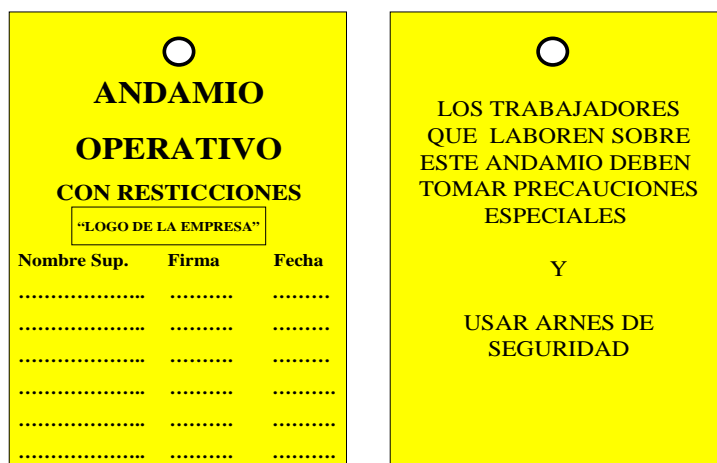 ANDAMIO
OPERATIVO
CON RESTICCIONES
“LOGO DE LA EMPRESA”
Nombre Sup. Firma Fecha
………………….. ………. ………
………………….. ………. ………
………………….. ………. ………
………………….. ………. ……….
………………….. ………. ……….
………………….. ………. ……….
LOS TRABAJADORES
QUE LABOREN SOBRE
ESTE ANDAMIO DEBEN
TOMAR PRECAUCIONES
ESPECIALES
Y
USAR ARNES DE
SEGURIDAD